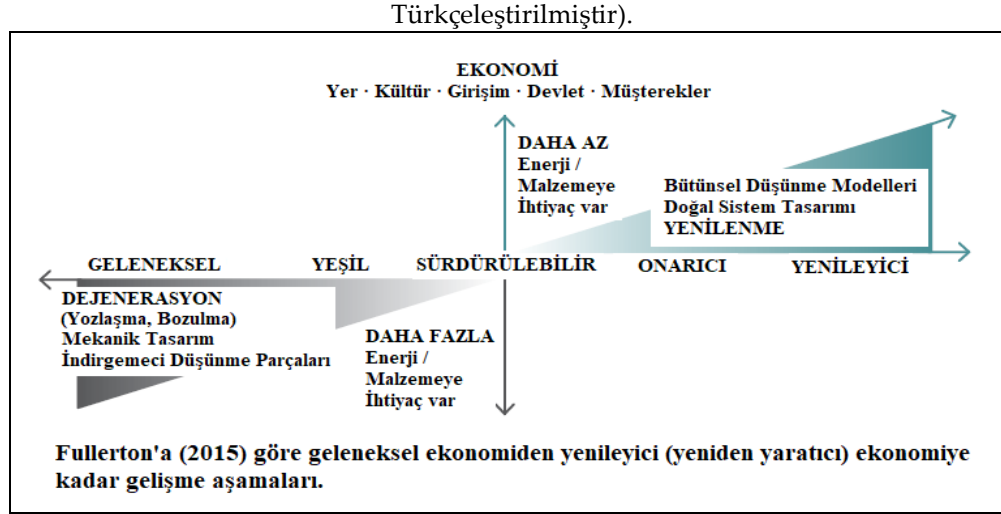 Türkçeleştirilmiştir).
EKONOMİ
Yer · Kültür · Girişim · Devlet · Müşterekler
DAHA AZ
Enerji /
Malzemeye
İhtiyaç var
Bütünsel Düşünme Modelleri
Doğal Sistem Tasarımı
YENİLENME
GELENEKSEL YEŞİL SÜRDÜRÜLEBİLİR ONARICI YENİLEYİCİ
DEJENERASYON
(Yozlaşma, Bozulma)
Mekanik Tasarım
İndirgemeci Düşünme Parçaları
DAHA FAZLA
Enerji /
Malzemeye
İhtiyaç var
Fullerton'a (2015) göre geleneksel ekonomiden yenileyici (yeniden yaratıcı) ekonomiye
kadar gelişme aşamaları.